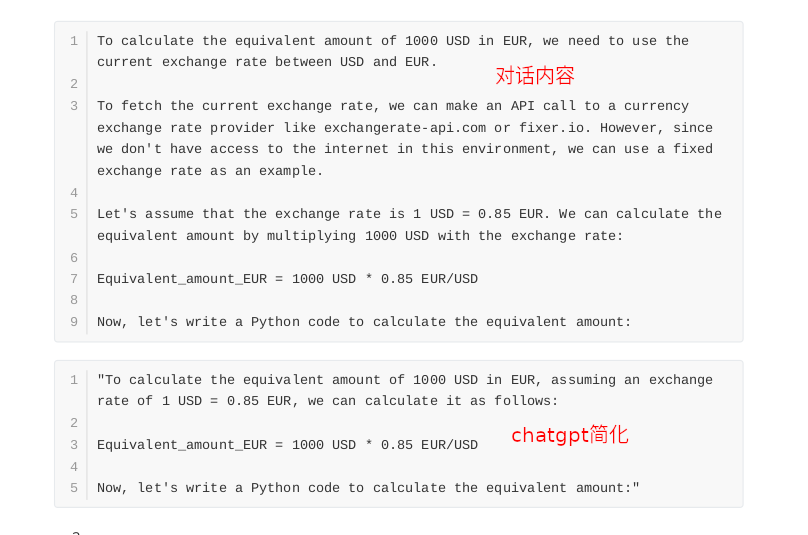 1 To calculate the equivalent amount of 1000 USD in EUR, we need to use the
current exchange rate between USD and EUR.
对话内容
2
3 To fetch the current exchange rate, we can make an API call to a currency
exchange rate provider like exchangerate-api.com or fixer.io. However, since
we don't have access to the internet in this environment, we can use a fixed
exchange rate as an example.
4
5 Let's assume that the exchange rate is 1 USD = 0.85 EUR. We can calculate the
equivalent amount by multiplying 1000 USD with the exchange rate:
6
7 Equivalent_amount_EUR = 1000 USD * 0.85 EUR/USD
8
9 Now, let's write a Python code to calculate the equivalent amount:
1 "To calculate the equivalent amount of 1000 USD in EUR, assuming an exchange
rate of 1 USD = 0.85 EUR, we can calculate it as follows:
2
chatgpt简化
3 Equivalent_amount_EUR = 1000 USD * 0.85 EUR/USD
4
5 Now, let's write a Python code to calculate the equivalent amount:"